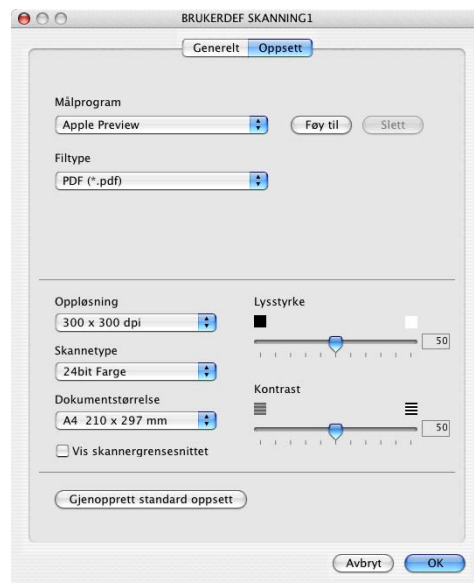 BRUKERDEF SKANNING1
Generelt Oppsett
Målprogram
Apple Preview Føy til Slett
Filtype
PDF (*.pdf)
Oppløsning
300 x 300 dpi
Skannetype
24bit Farge
Dokumentstørrelse
A4 210 x 297 mm
Vis skannergrensesnittet
Lysstyrke
50
Kontrast
50
Gjenopprett standard oppsett
Avbryt OK